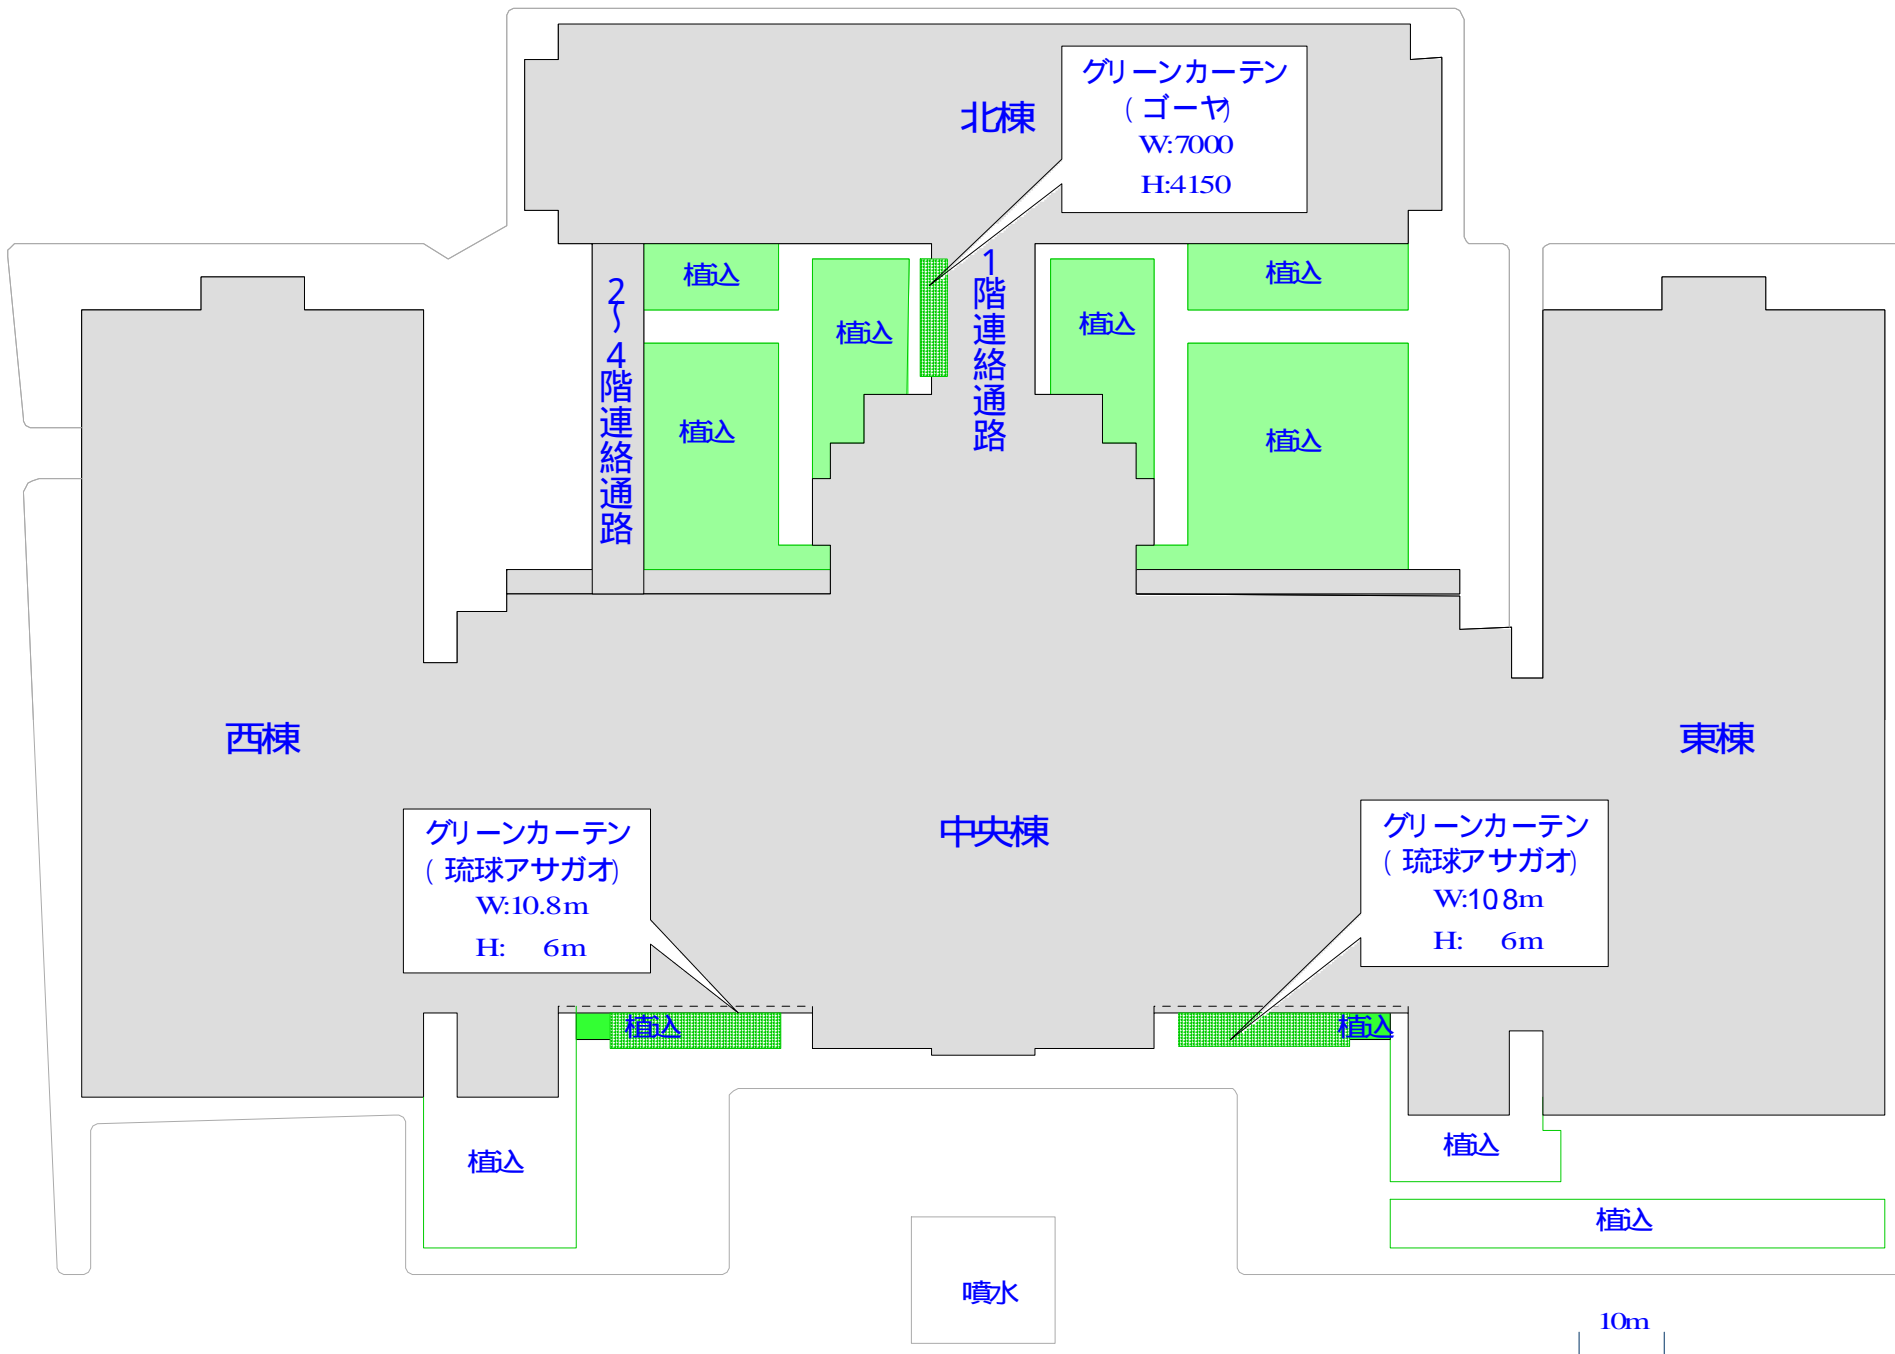 グリーンカーテン
(ゴーヤ)
W:7000
H:4150
北棟
植込
植込
植込
植込
2〜4階連絡通路
1階連絡通路
植込
植込
西棟
東棟
中央棟
グリーンカーテン
(琉球アサガオ)
W:10.8m
H: 6m
グリーンカーテン
(琉球アサガオ)
W:10.8m
H: 6m
植込
植込
植込
植込
植込
噴水
10m